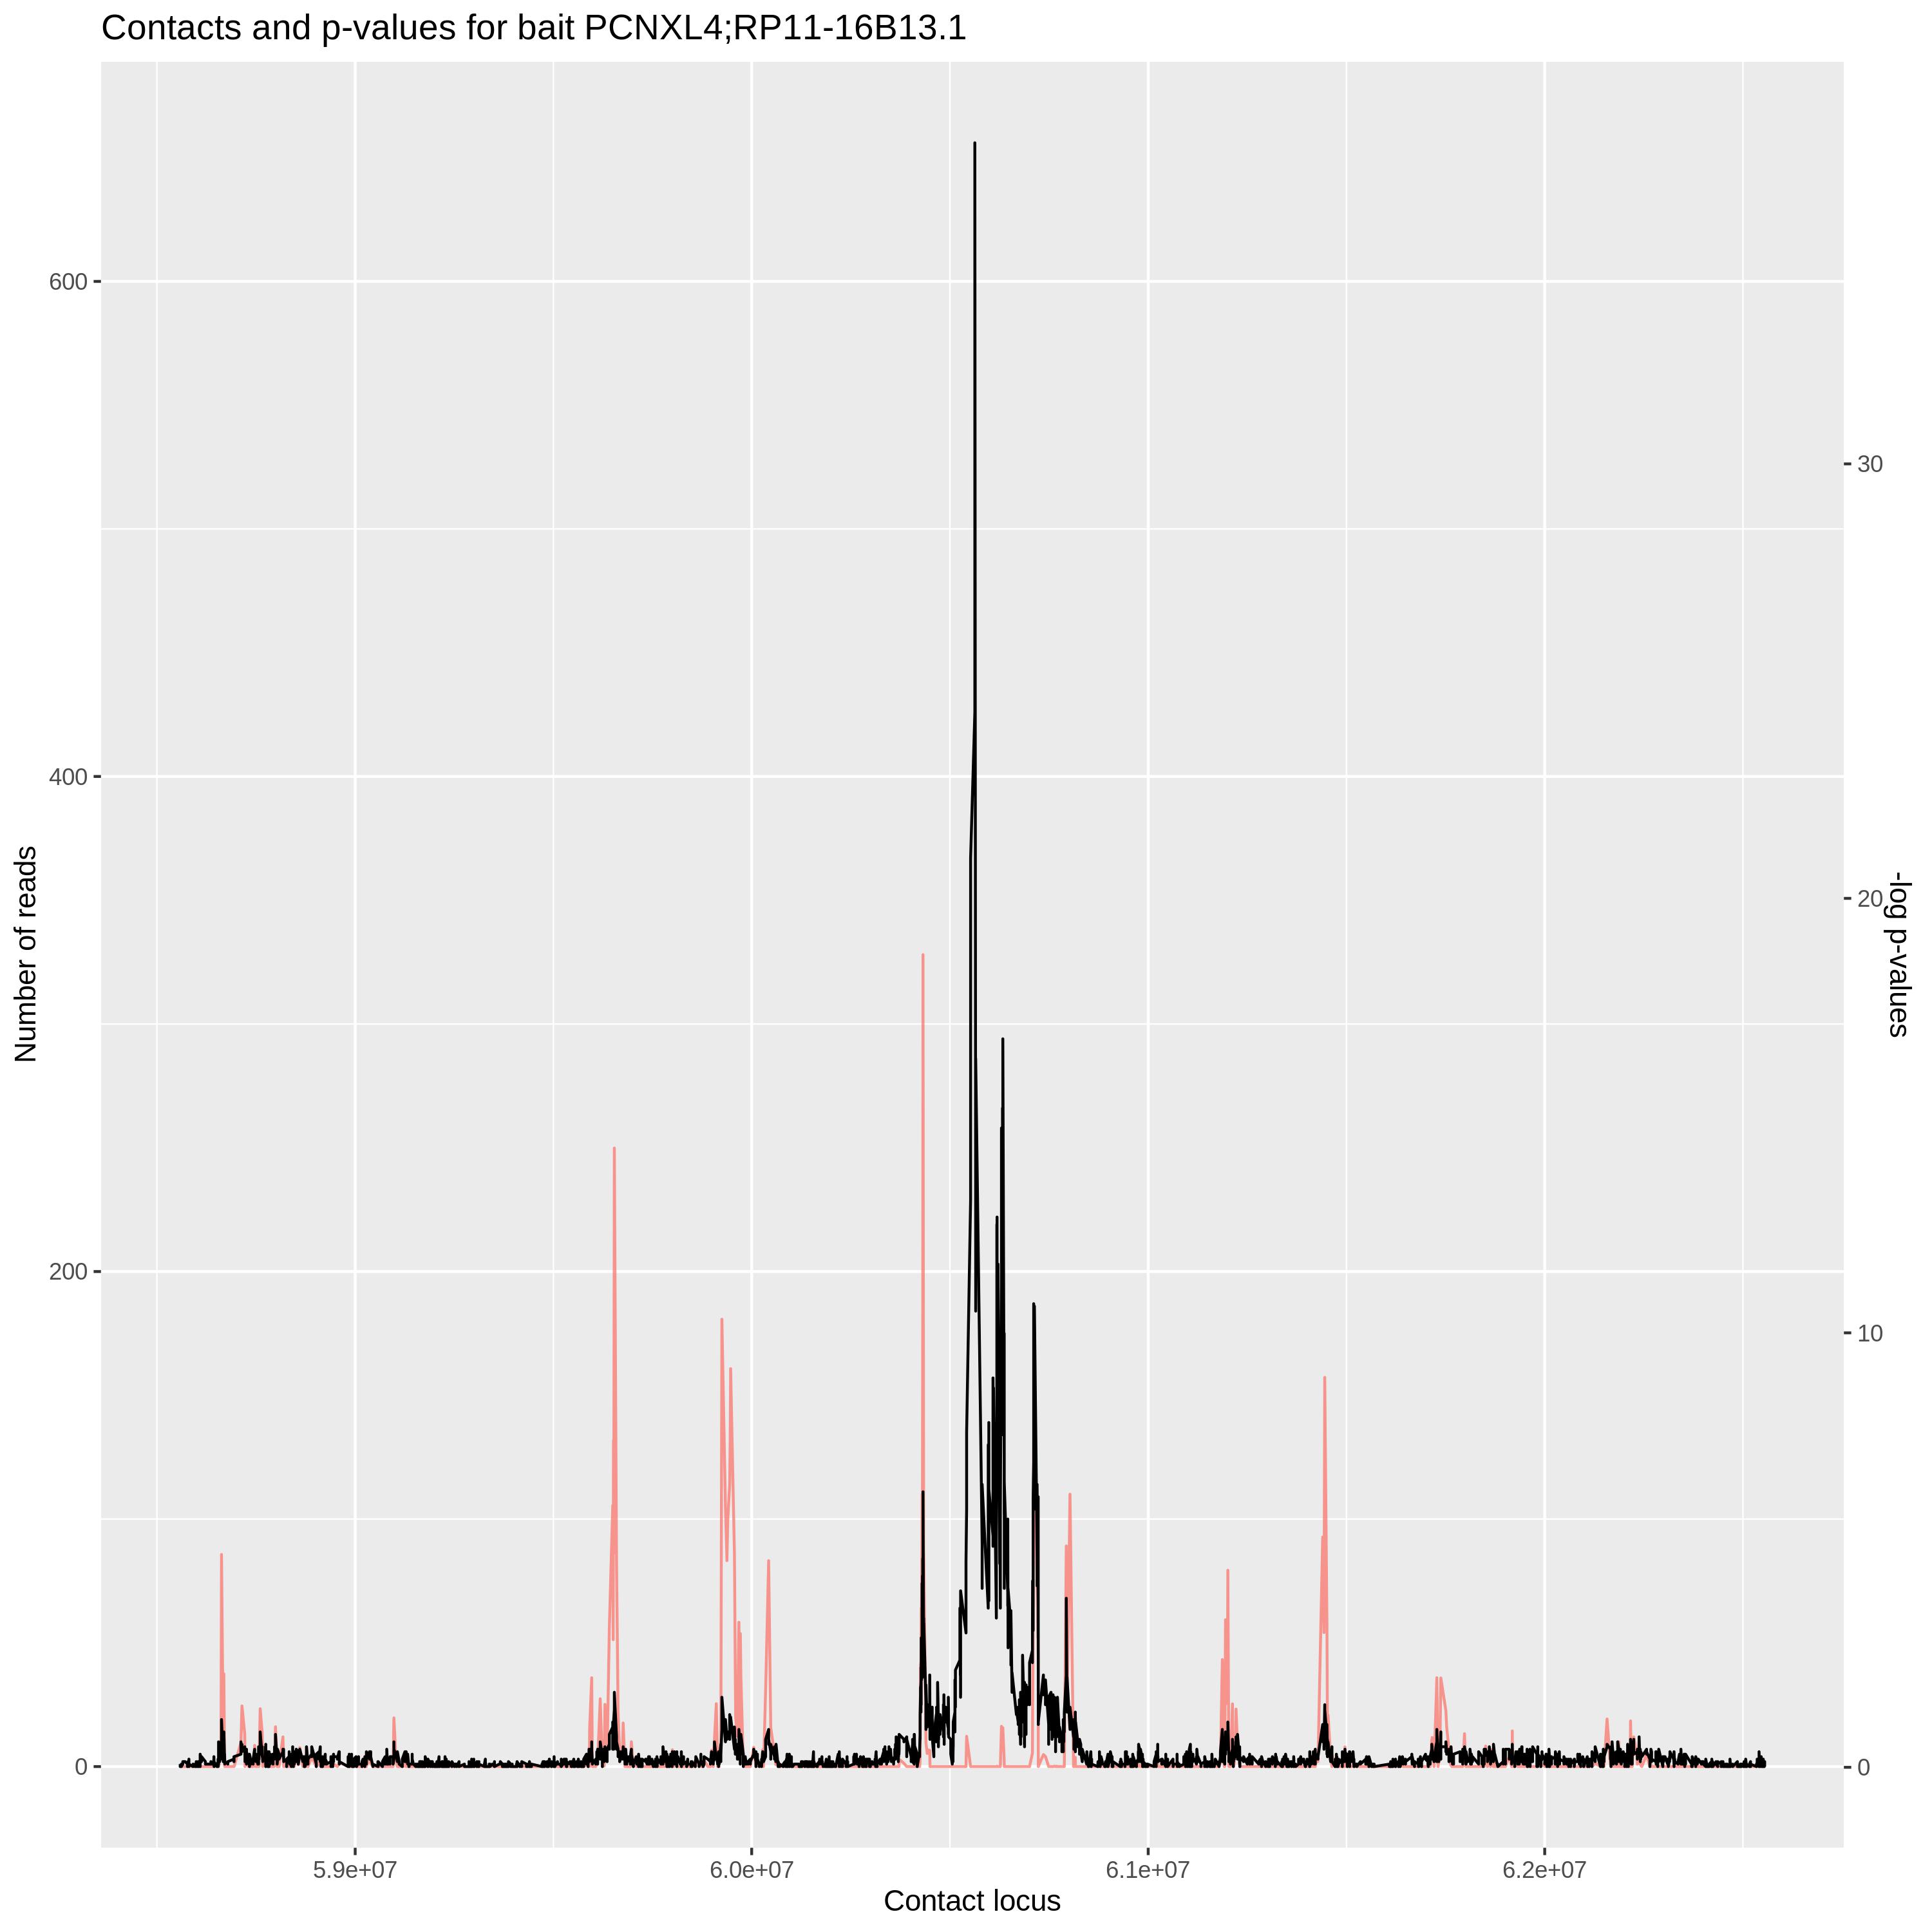 Contacts and p-values for bait PCNXL4;RP11-16B13.1
600
400
200
0
Number of reads
30
20
10
0
-log p-values
5.9e+07
6.0e+07
6.1e+07
6.2e+07
Contact locus